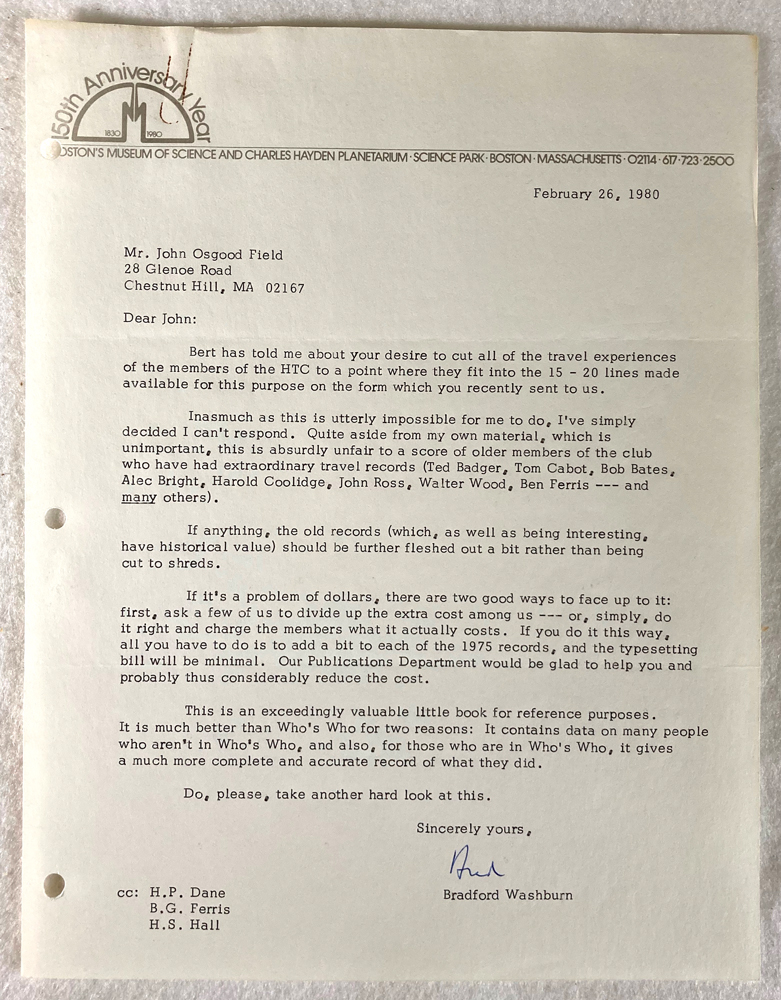 150th Anniversary Year
1830 1980
OSTON'S MUSEUM OF SCIENCE AND CHARLES HAYDEN PLANETARIUM · SCIENCE PARK · BOSTON · MASSACHUSETTS · 02114 · 617·723·2500
February 26, 1980
Mr. John Osgood Field
28 Glenoe Road
Chestnut Hill, MA 02167
Dear John:
Bert has told me about your desire to cut all of the travel experiences
of the members of the HTC to a point where they fit into the 15 - 20 lines made
available for this purpose on the form which you recently sent to us.
Inasmuch as this is utterly impossible for me to do, I've simply
decided I can't respond. Quite aside from my own material, which is
unimportant, this is absurdly unfair to a score of older members of the club
who have had extraordinary travel records (Ted Badger, Tom Cabot, Bob Bates,
Alec Bright, Harold Coolidge, John Ross, Walter Wood, Ben Ferris --- and
many others).
If anything, the old records (which, as well as being interesting,
have historical value) should be further fleshed out a bit rather than being
cut to shreds.
If it's a problem of dollars, there are two good ways to face up to it:
first, ask a few of us to divide up the extra cost among us --- or, simply, do
it right and charge the members what it actually costs. If you do it this way,
all you have to do is to add a bit to each of the 1975 records, and the typesetting
bill will be minimal. Our Publications Department would be glad to help you and
probably thus considerably reduce the cost.
This is an exceedingly valuable little book for reference purposes.
It is much better than Who's Who for two reasons: It contains data on many people
who aren't in Who's Who, and also, for those who are in Who's Who, it gives
a much more complete and accurate record of what they did.
Do, please, take another hard look at this.
Sincerely yours,
Brad
Bradford Washburn
cc: H.P. Dane
B.G. Ferris
H.S. Hall